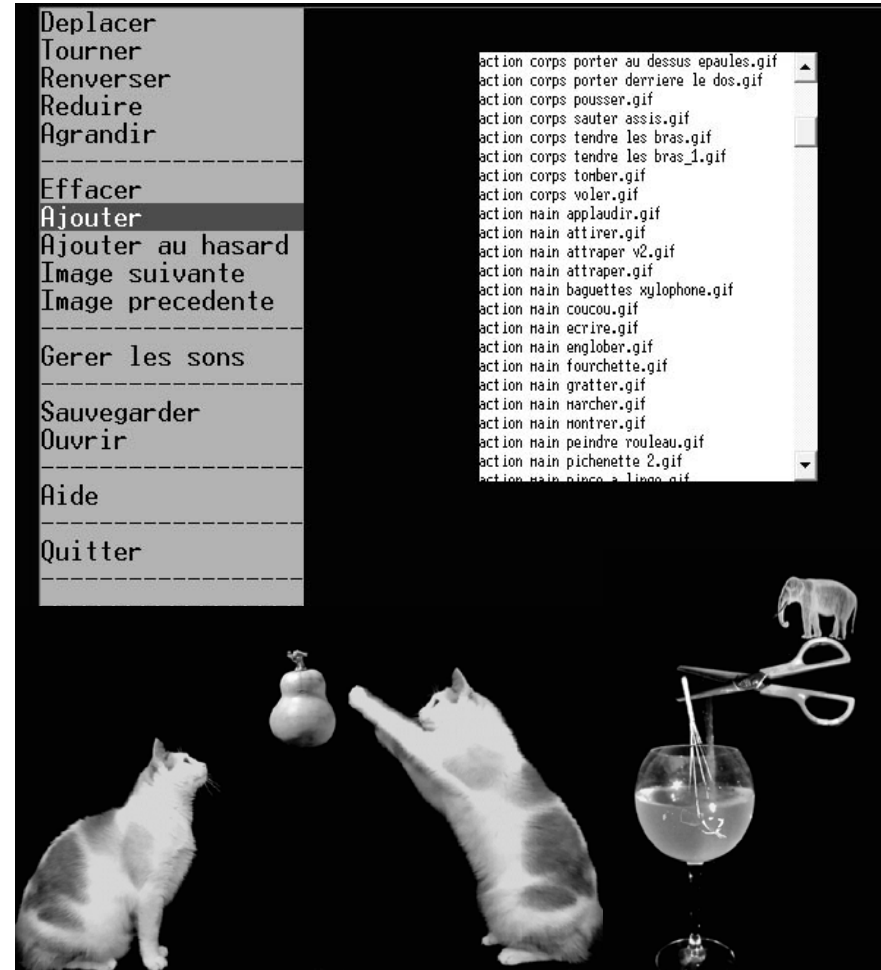 Deplacer
Tourner
Renverser
Reduire
Agrandir
------------------
Effacer
Ajouter
Ajouter au hasard
Image suivante
Image precedente
------------------
Gerer les sons
------------------
Sauvegarder
Ouvrir
------------------
Aide
------------------
Quitter
------------------
action corps porter au dessus epaules.gif
action corps porter derriere le dos.gif
action corps pousser.gif
action corps sauter assis.gif
action corps tendre les bras.gif
action corps tendre les bras_1.gif
action corps tomber.gif
action corps voler.gif
action main applaudir.gif
action main attirer.gif
action main attraper v2.gif
action main attraper.gif
action main baguettes xylophone.gif
action main coucou.gif
action main ecrire.gif
action main englober.gif
action main fourchette.gif
action main gratter.gif
action main marcher.gif
action main montrer.gif
action main peindre rouleau.gif
action main pichenette 2.gif
action main pince a linge.gif